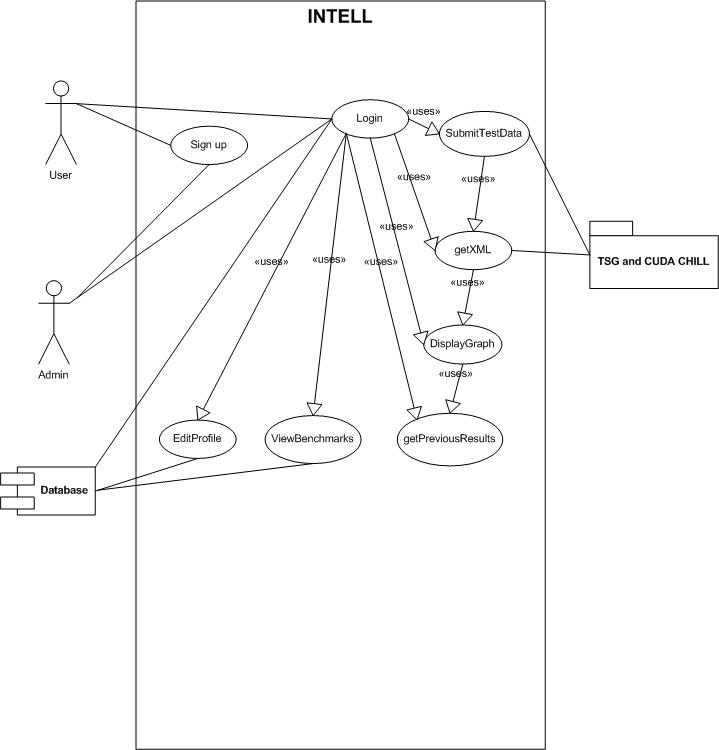 INTELL
«uses»
Login
SubmitTestData
Sign up
User
«uses»
«uses»
«uses»
getXML
«uses»
«uses»
«uses»
TSG and CUDA CHILL
«uses»
DisplayGraph
Admin
«uses»
EditProfile
ViewBenchmarks
getPreviousResults
Database